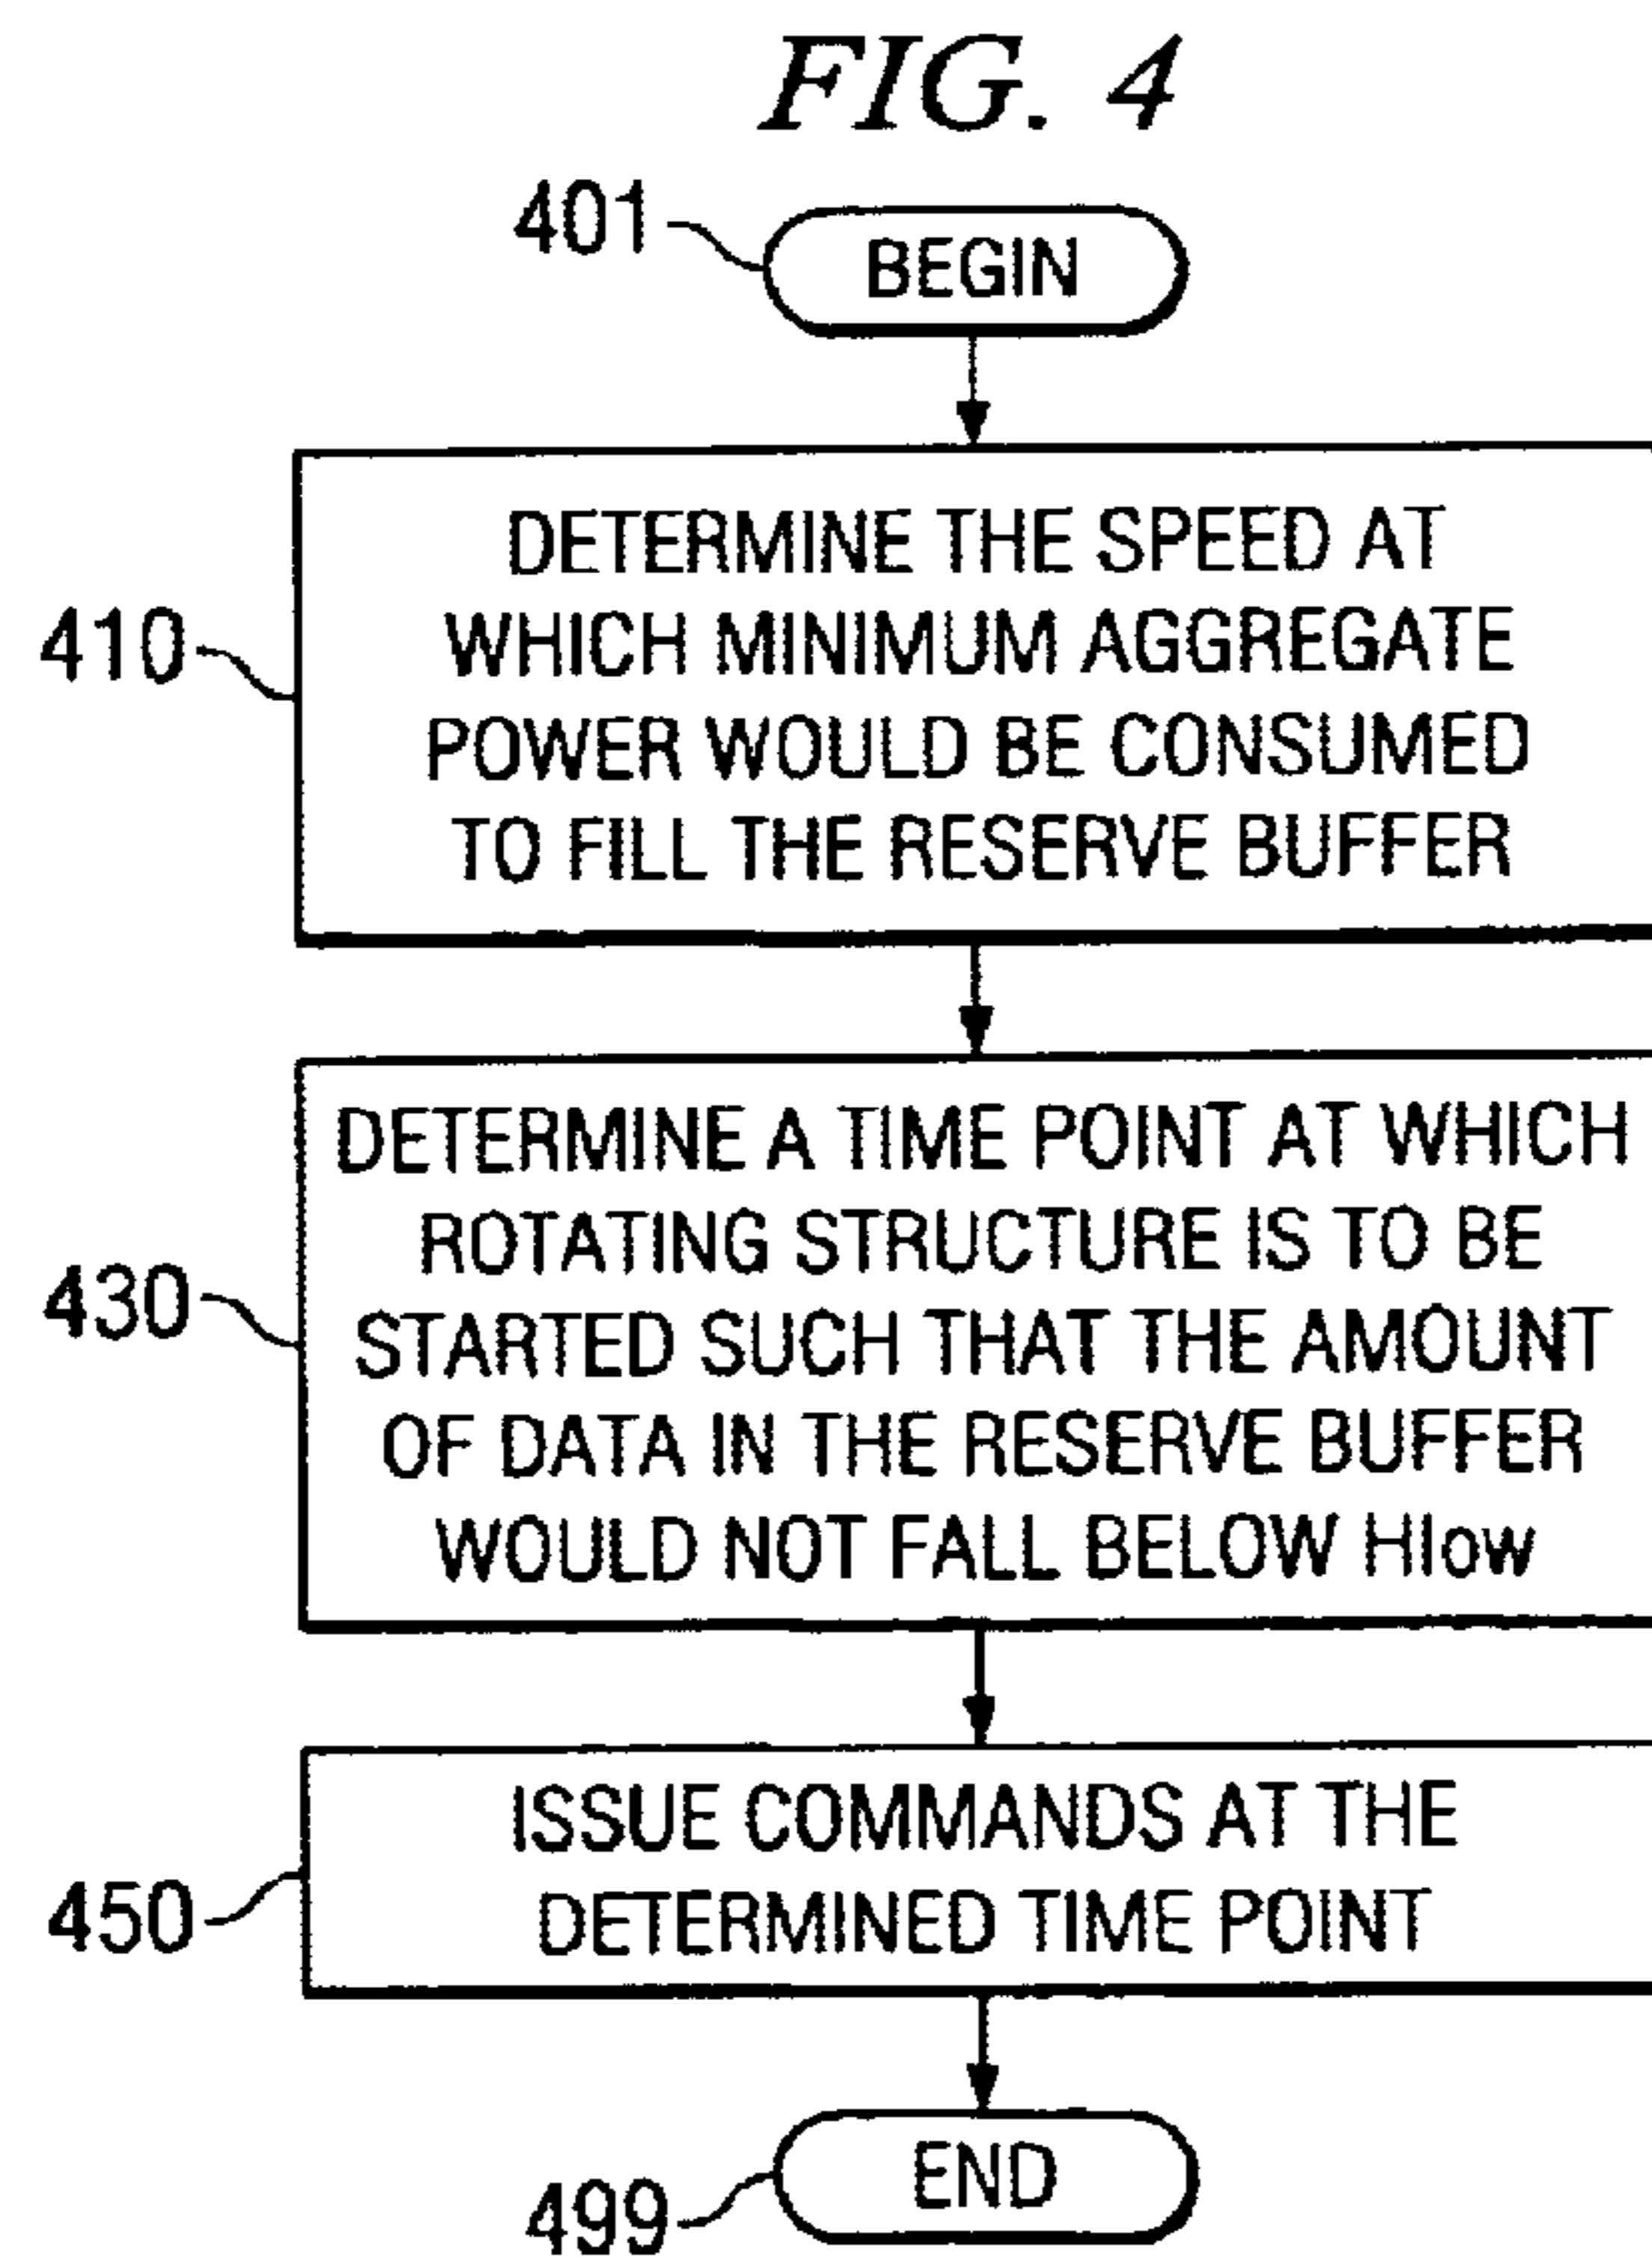 FIG. 4
401
BEGIN
410
DETERMINE THE SPEED AT
WHICH MINIMUM AGGREGATE
POWER WOULD BE CONSUMED
TO FILL THE RESERVE BUFFER
430
DETERMINE A TIME POINT AT WHICH
ROTATING STRUCTURE IS TO BE
STARTED SUCH THAT THE AMOUNT
OF DATA IN THE RESERVE BUFFER
WOULD NOT FALL BELOW Hlow
450
ISSUE COMMANDS AT THE
DETERMINED TIME POINT
499
END